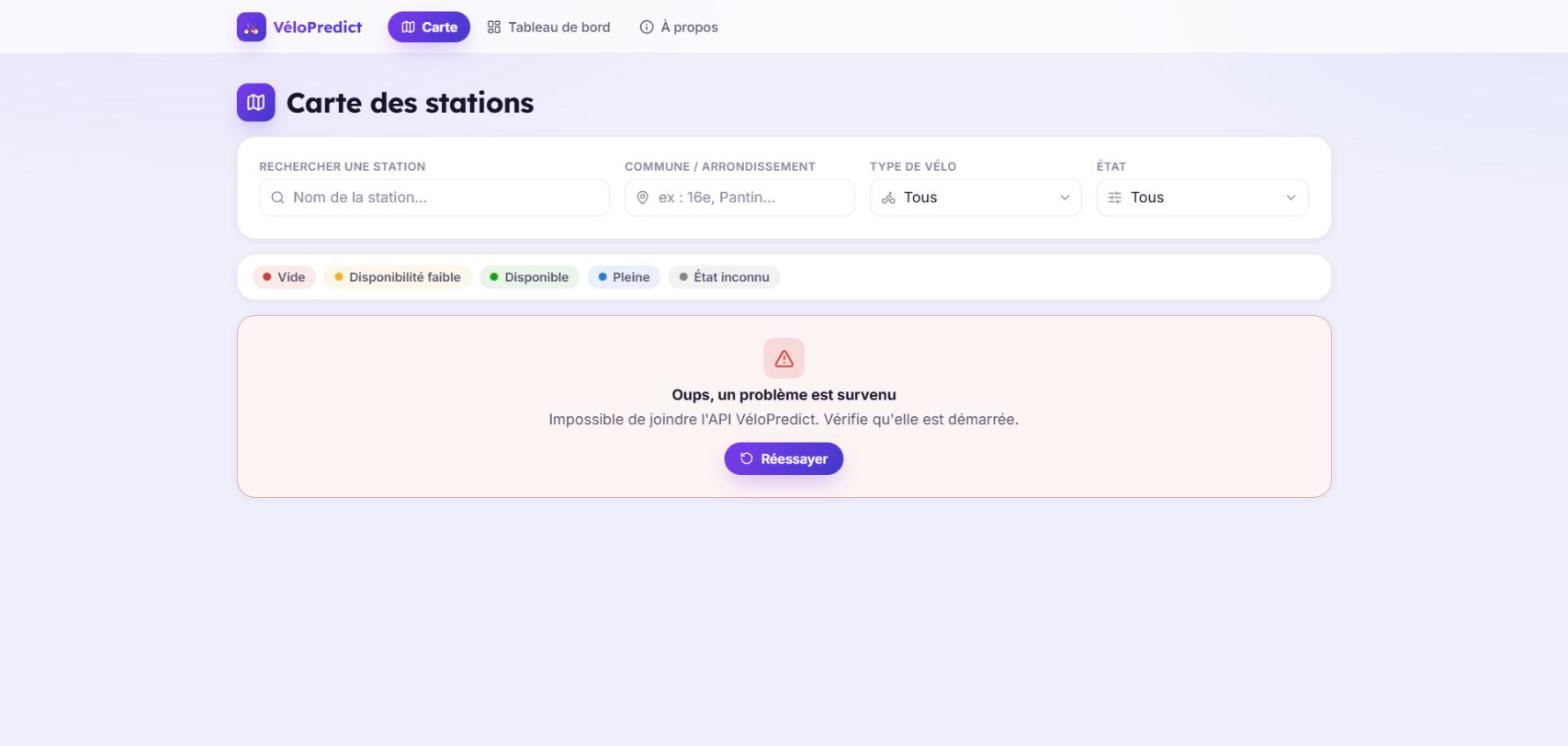 VéloPredict Carte Tableau de bord À propos
Carte des stations
RECHERCHER UNE STATION COMMUNE / ARRONDISSEMENT TYPE DE VÉLO ÉTAT
Nom de la station... ex : 16e, Pantin... Tous Tous
Vide Disponibilité faible Disponible Pleine État inconnu
Oups, un problème est survenu
Impossible de joindre l'API VéloPredict. Vérifie qu'elle est démarrée.
Réessayer